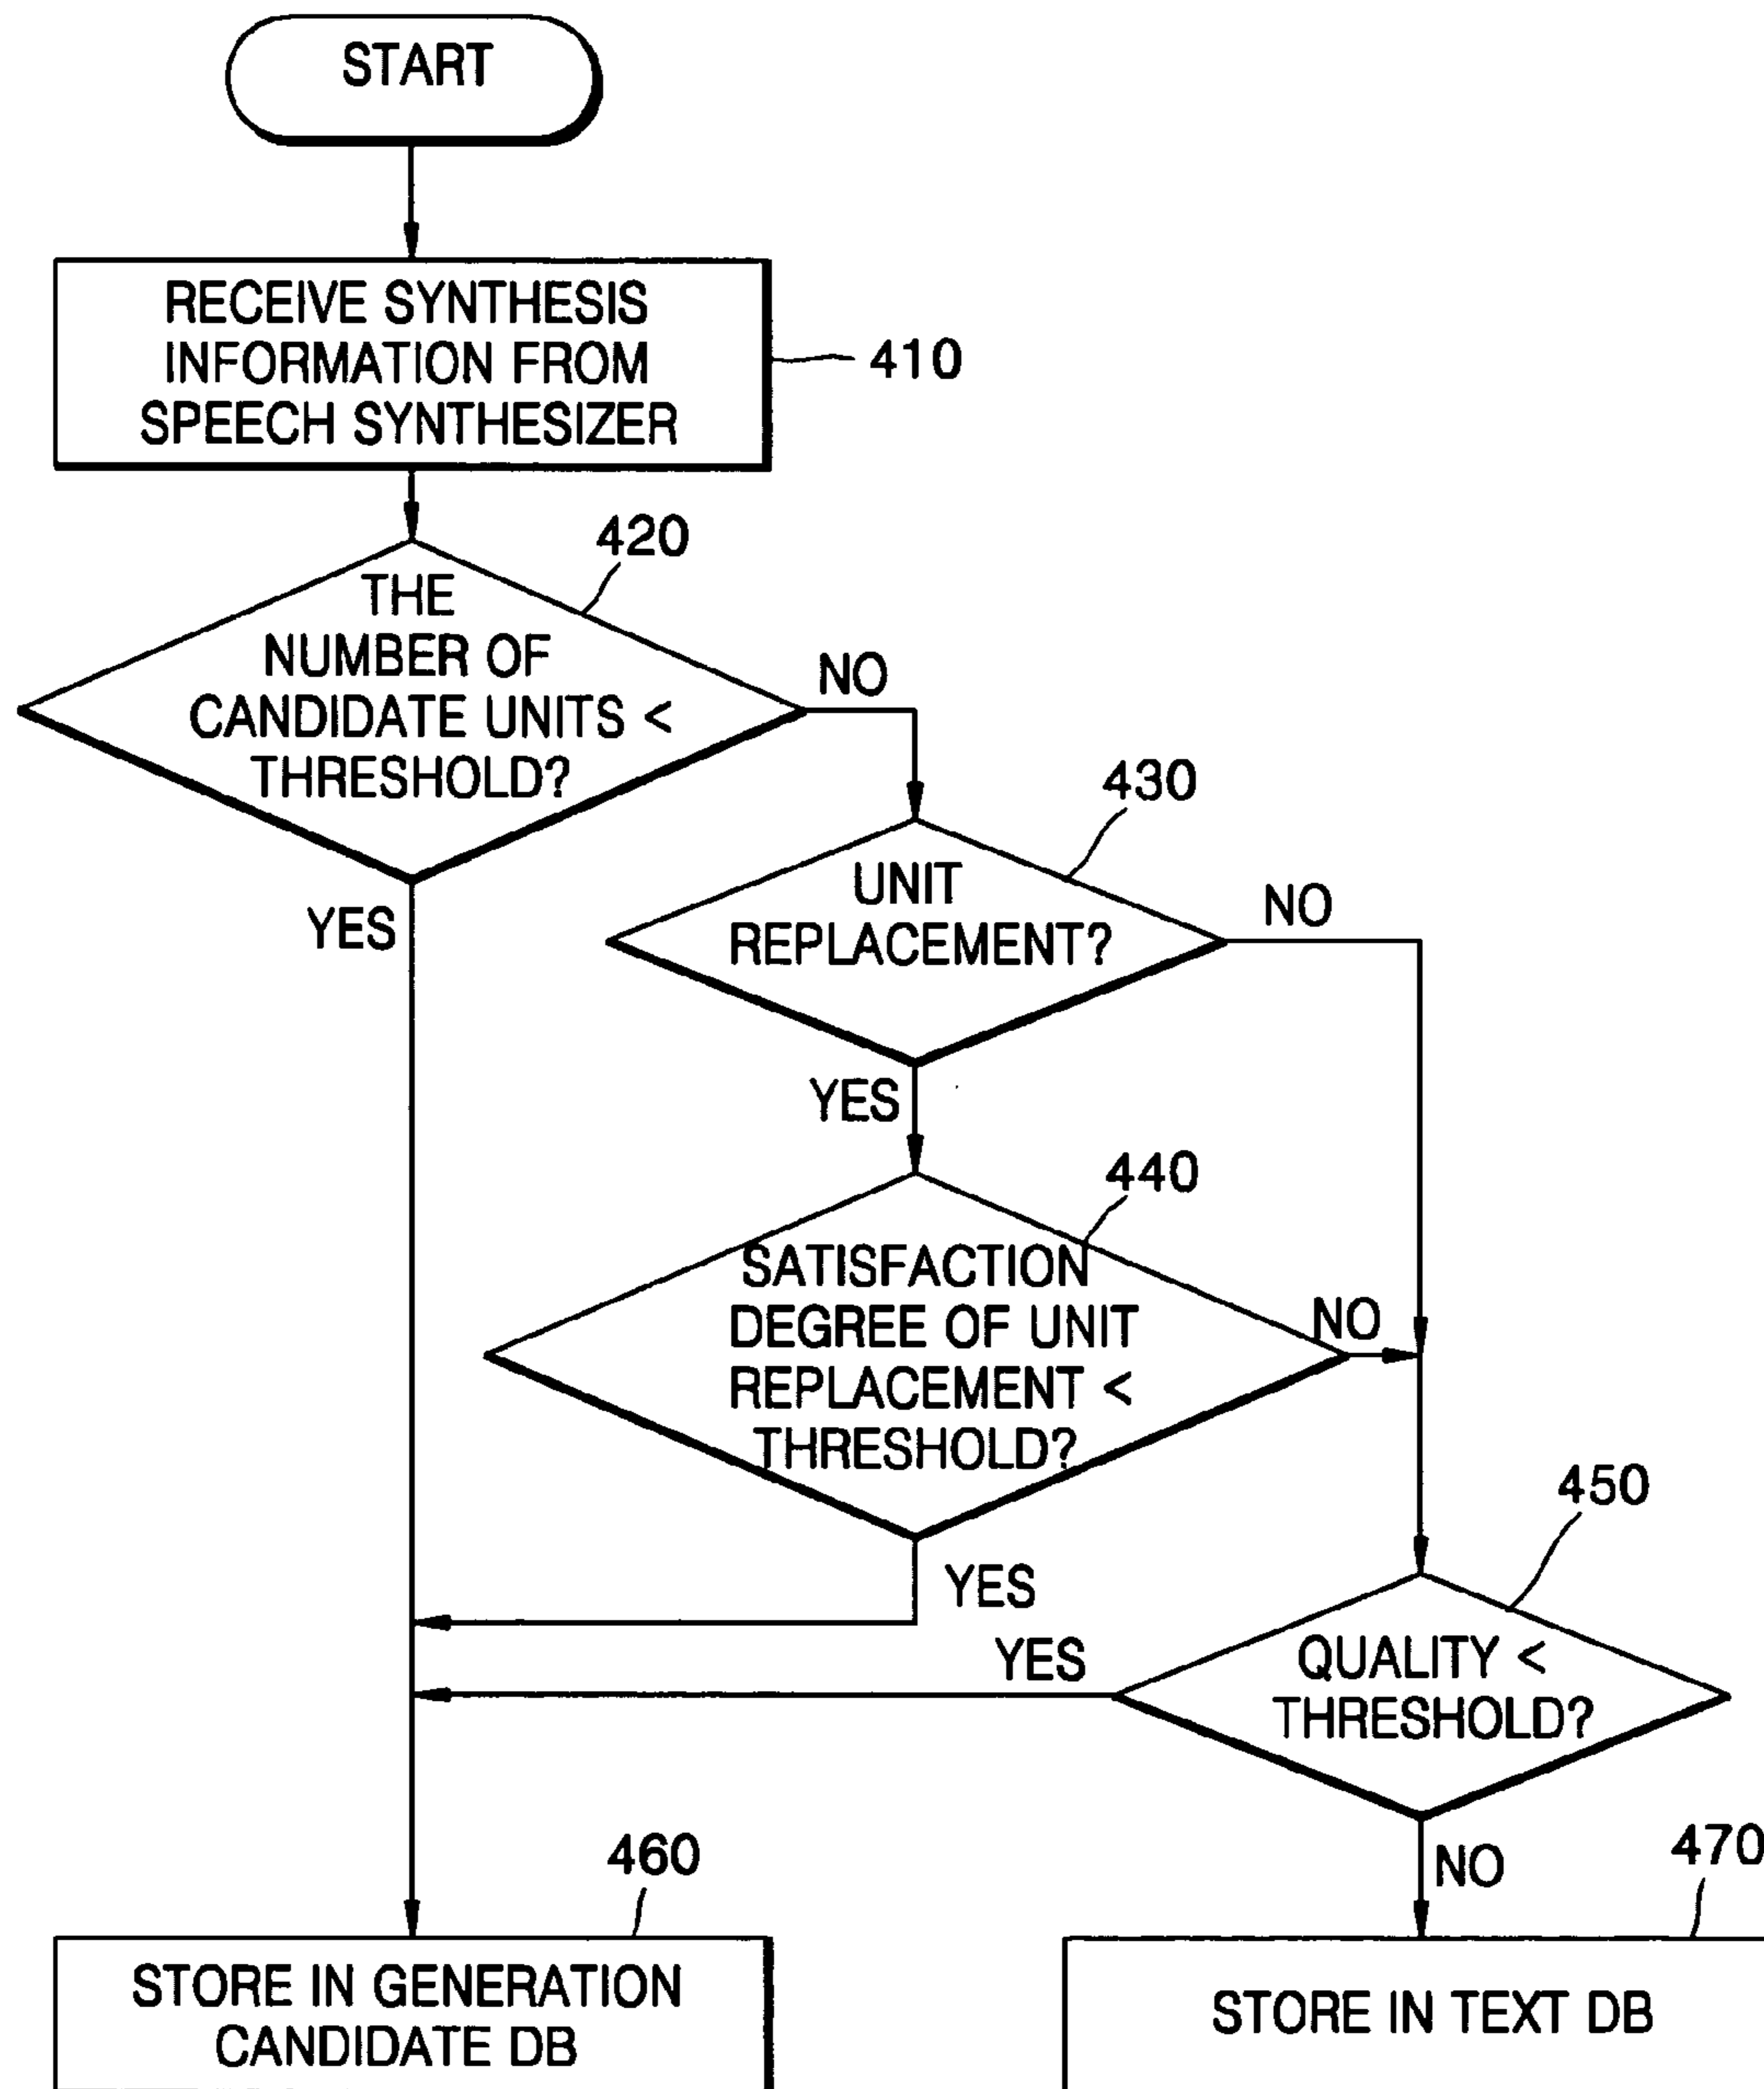 START
RECEIVE SYNTHESIS
INFORMATION FROM
SPEECH SYNTHESIZER
410
420
THE
NUMBER OF
CANDIDATE UNITS <
THRESHOLD?
NO
YES
430
UNIT
REPLACEMENT?
NO
YES
440
SATISFACTION
DEGREE OF UNIT
REPLACEMENT <
THRESHOLD?
NO
YES
450
QUALITY <
THRESHOLD?
YES
NO
460
STORE IN GENERATION
CANDIDATE DB
470
STORE IN TEXT DB